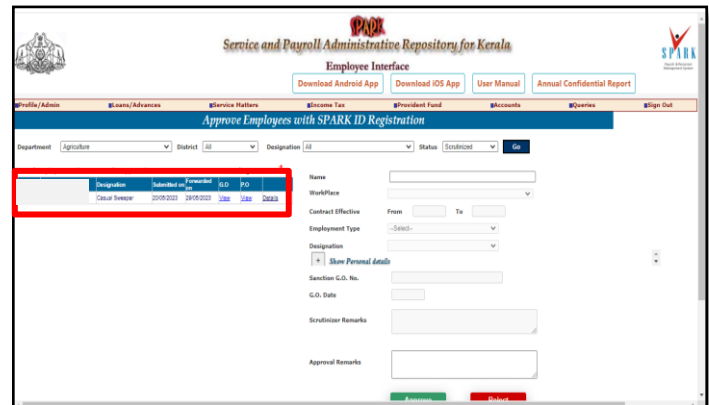 SPARK
Service and Payroll Administrative Repository for Kerala
Employee Interface
SPARK
Download Android App Download iOS App User Manual Annual Confidential Report
Profile/Admin Loans/Advances Service Matters Income Tax Provident Fund Accounts Queries Sign Out
Approve Employees with SPARK ID Registration
Department Agriculture District All Designation All Status Scrutinized Go
Designation Submitted on Forwarded on G.O P.O
Casual Sweeper 20/05/2023 28/05/2023 View View Details
Name
WorkPlace
Contract Effective From To
Employment Type --Select--
Designation
+ Show Personal details
Sanction G.O. No.
G.O. Date
Scrutinizer Remarks
Approval Remarks
Approve Reject